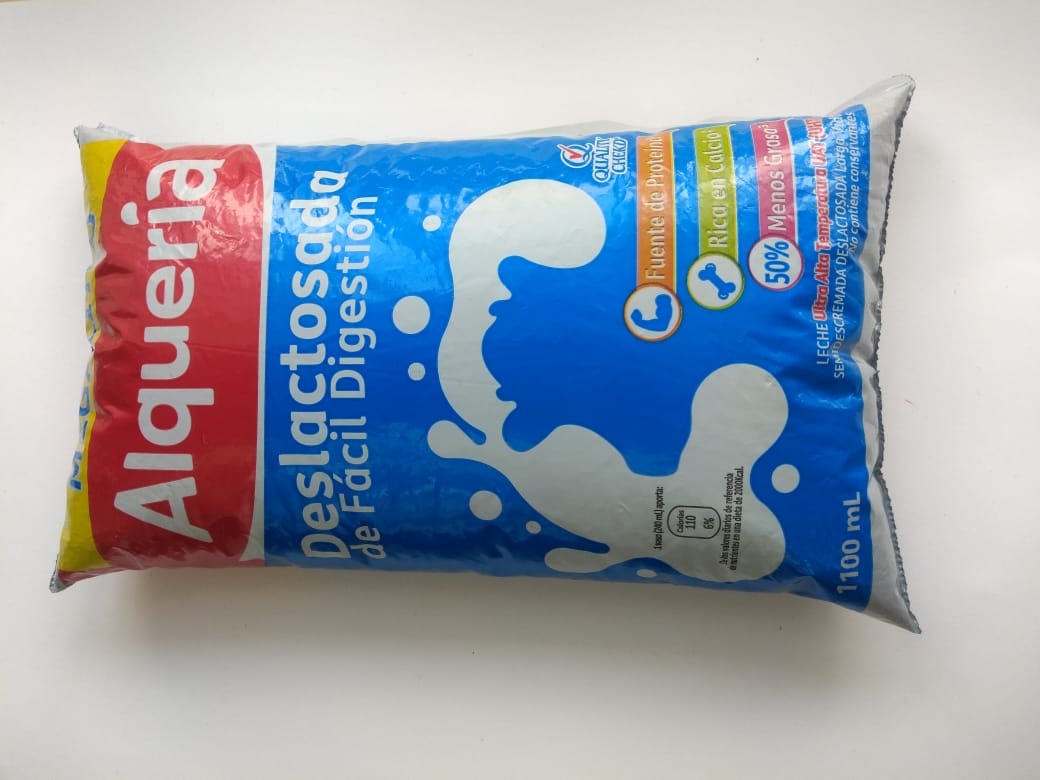 Alqueria
Deslactosada
de Fácil Digestión
QUALITY
CHEKD
1 vaso (240 mL) aporta:
Calorías
110
6%
De los valores diarios de referencia
de nutrientes en una dieta de 2000Kcal.
Fuente de Proteína
Rica en Calcio
50% Menos Grasa
LECHE Ultra Alta Temperatura UAT (UHT)
SEMIDESCREMADA DESLACTOSADA Larga Vida
No contiene conservantes
1100 mL